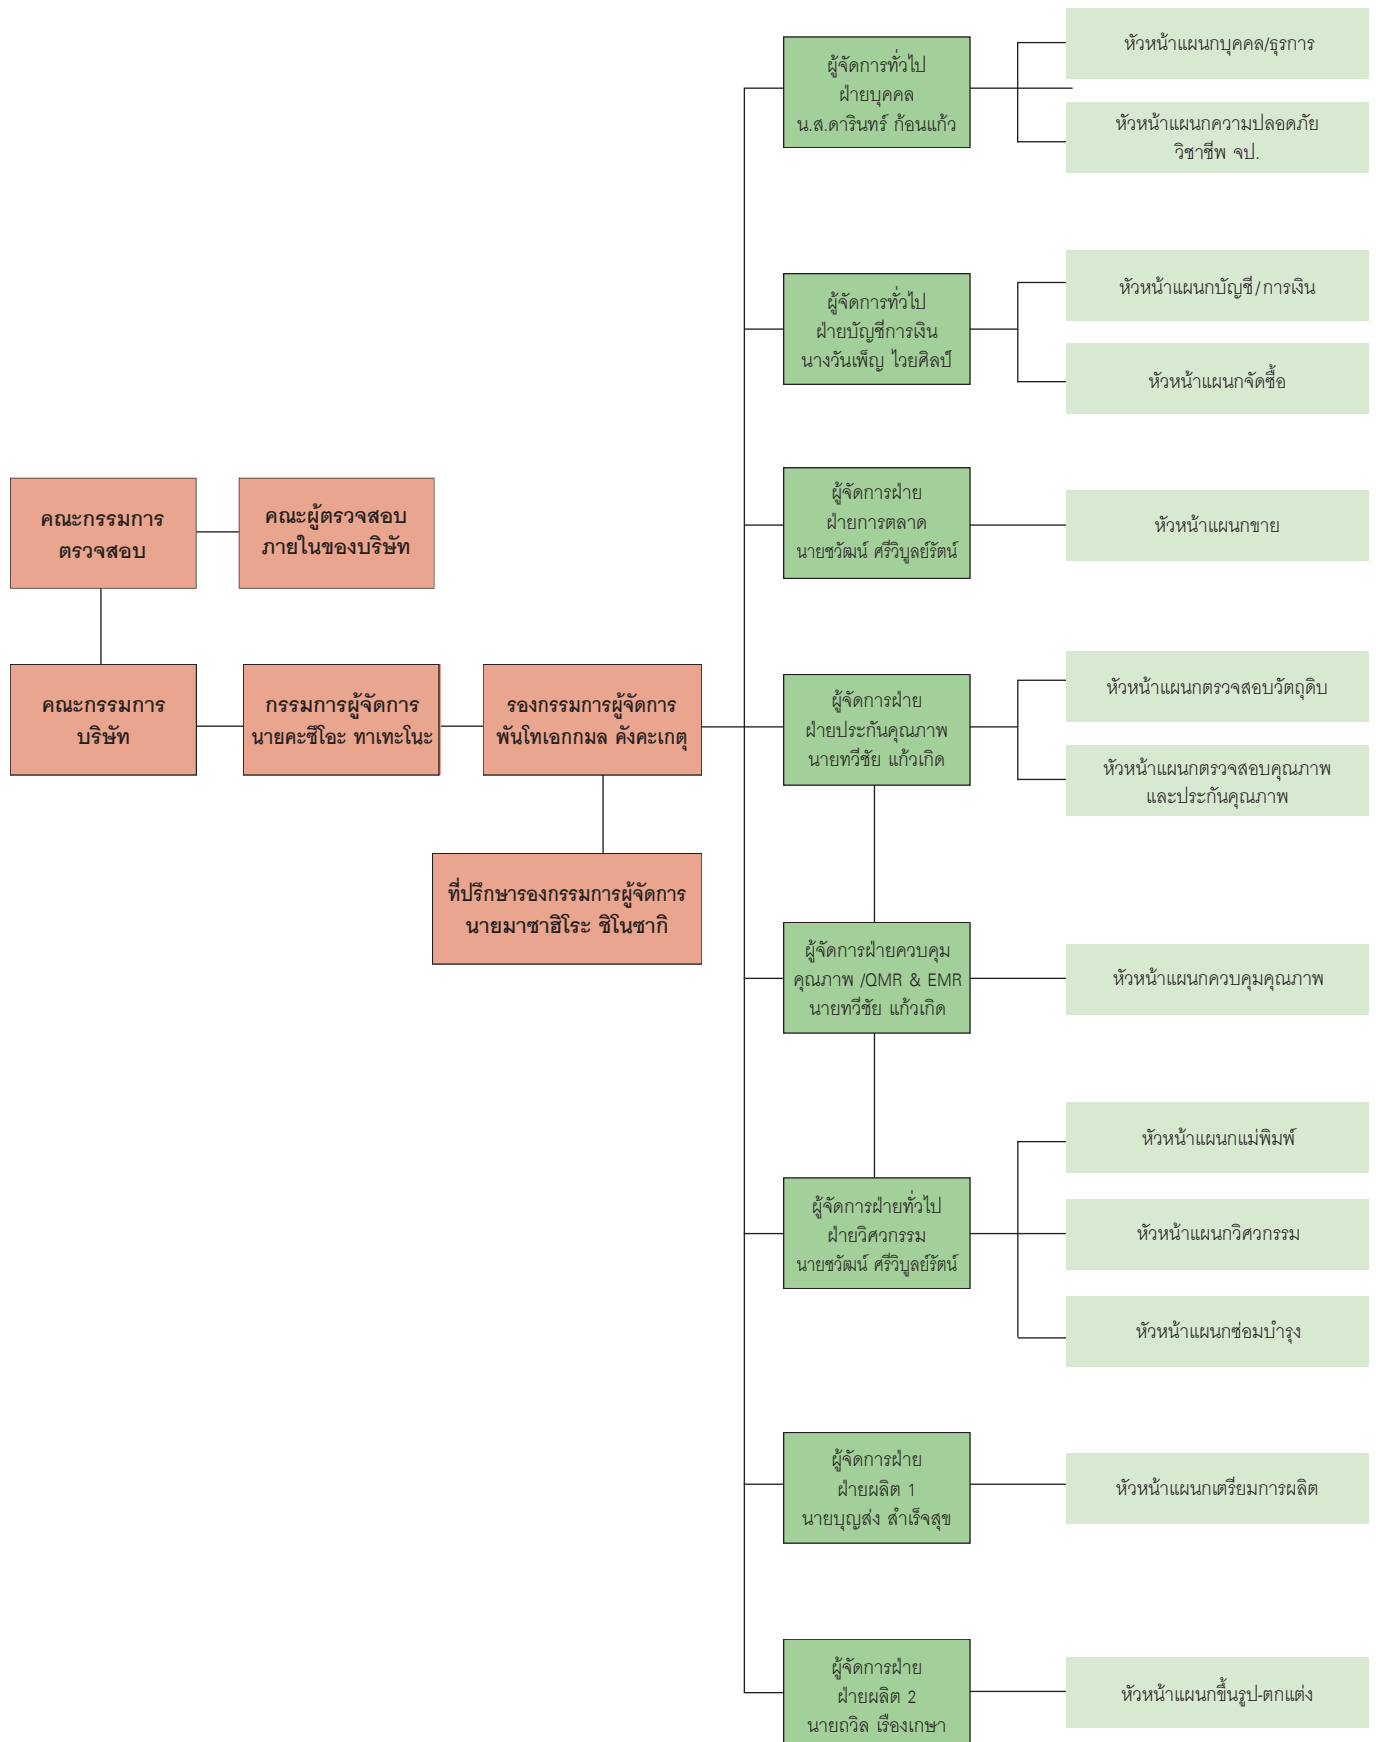 คณะกรรมการ
ตรวจสอบ
คณะผู้ตรวจสอบ
ภายในของบริษัท
คณะกรรมการ
บริษัท
กรรมการผู้จัดการ
นายคะซึโอะ ทาเทะโนะ
รองกรรมการผู้จัดการ
พันโทเอกกมล คังคะเกตุ
ที่ปรึกษารองกรรมการผู้จัดการ
นายมาซาฮิโระ ชิโนซากิ
ผู้จัดการทั่วไป
ฝ่ายบุคคล
น.ส.ดารินทร์ ก้อนแก้ว
หัวหน้าแผนกบุคคล/ธุรการ
หัวหน้าแผนกความปลอดภัย
วิชาชีพ จป.
ผู้จัดการทั่วไป
ฝ่ายบัญชีการเงิน
นางวันเพ็ญ ไวยศิลป์
หัวหน้าแผนกบัญชี/การเงิน
หัวหน้าแผนกจัดซื้อ
ผู้จัดการฝ่าย
ฝ่ายการตลาด
นายชวัฒน์ ศรีวิบูลย์รัตน์
หัวหน้าแผนกขาย
ผู้จัดการฝ่าย
ฝ่ายประกันคุณภาพ
นายทวีชัย แก้วเกิด
หัวหน้าแผนกตรวจสอบวัตถุดิบ
หัวหน้าแผนกตรวจสอบคุณภาพ
และประกันคุณภาพ
ผู้จัดการฝ่ายควบคุม
คุณภาพ /QMR & EMR
นายทวีชัย แก้วเกิด
หัวหน้าแผนกควบคุมคุณภาพ
ผู้จัดการฝ่ายทั่วไป
ฝ่ายวิศวกรรม
นายชวัฒน์ ศรีวิบูลย์รัตน์
หัวหน้าแผนกแม่พิมพ์
หัวหน้าแผนกวิศวกรรม
หัวหน้าแผนกซ่อมบำรุง
ผู้จัดการฝ่าย
ฝ่ายผลิต 1
นายบุญส่ง สำเร็จสุข
หัวหน้าแผนกเตรียมการผลิต
ผู้จัดการฝ่าย
ฝ่ายผลิต 2
นายถวิล เรืองเกษา
หัวหน้าแผนกขึ้นรูป-ตกแต่ง